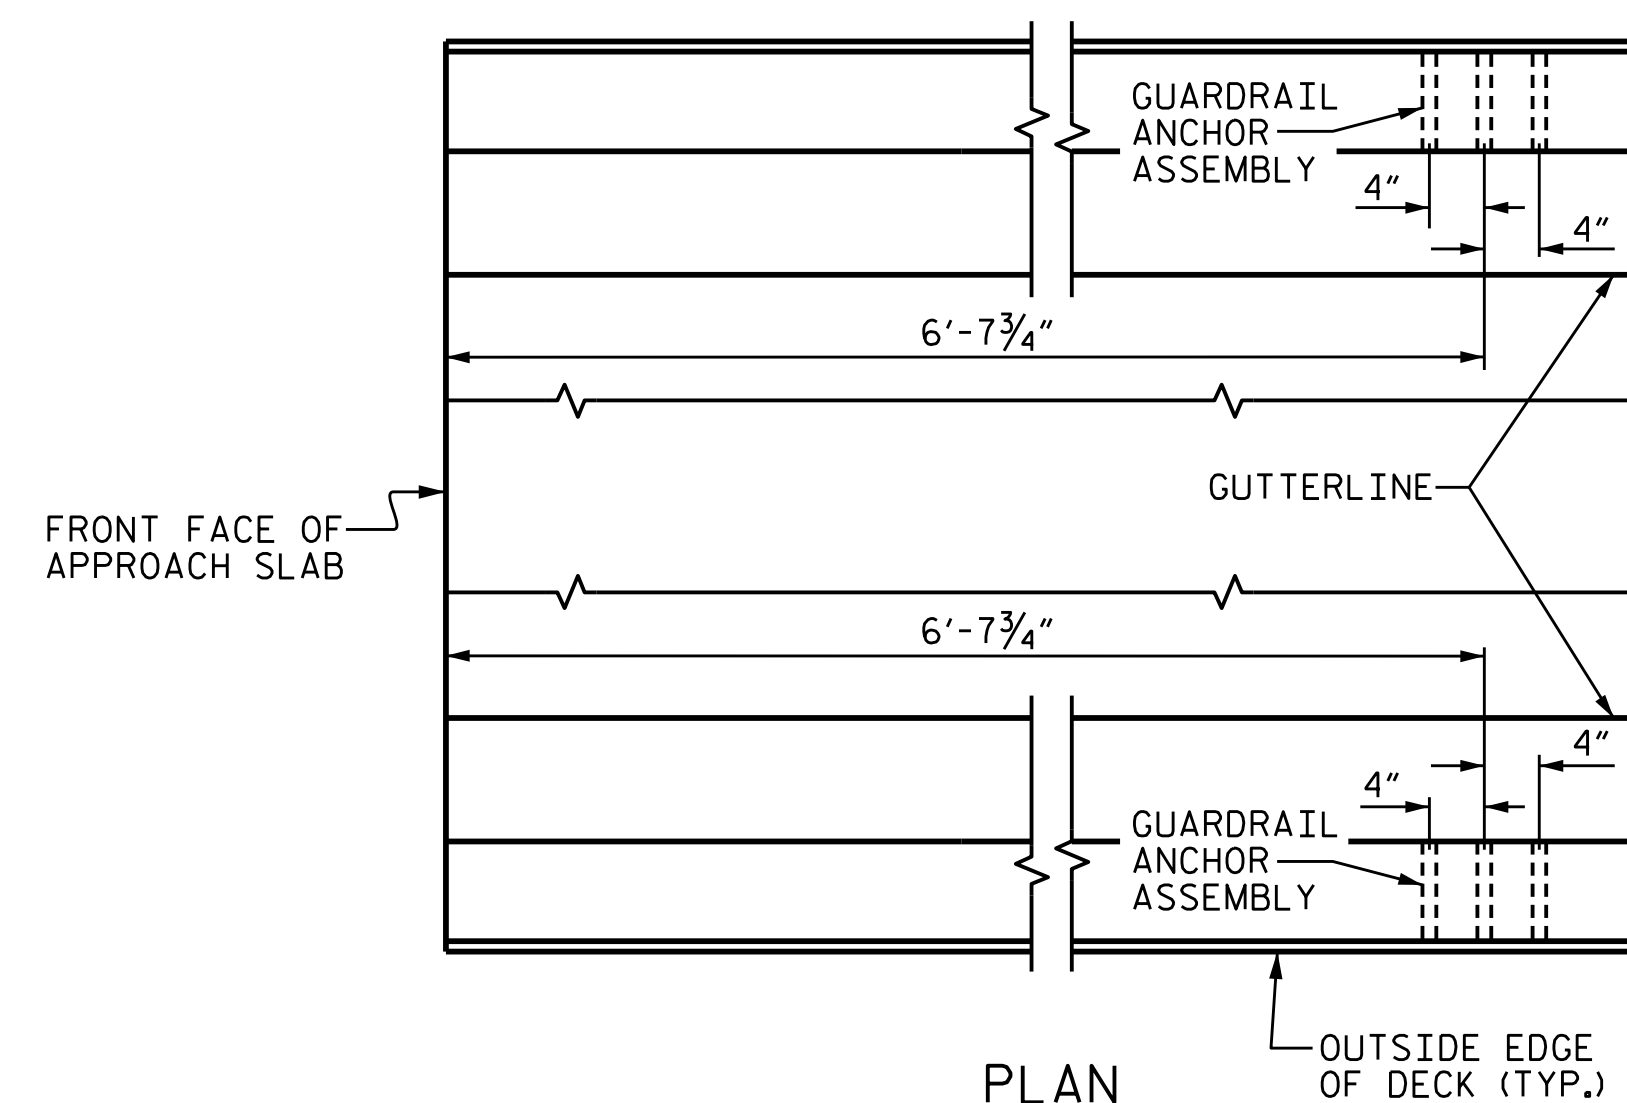 GUARDRAIL
ANCHOR
ASSEMBLY
4"
4"
6'-7¾"
GUTTERLINE
FRONT FACE OF
APPROACH SLAB
6'-7¾"
4"
4"
GUARDRAIL
ANCHOR
ASSEMBLY
OUTSIDE EDGE
OF DECK (TYP.)
PLAN